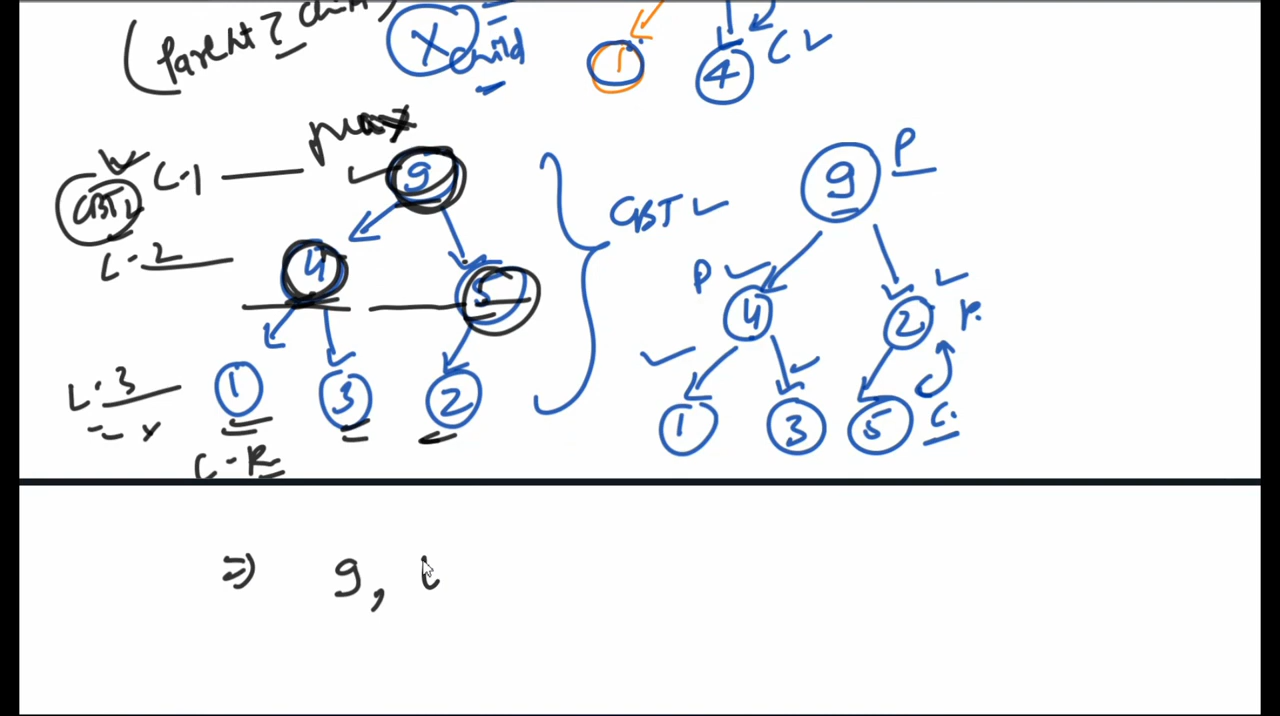 (Parent > child)
X child
1
4 C ✓
max
CBT ✓ L-1 9
CBT ✓
9 P
L-2 4 5
P ✓ 4 2 P.
L-3 1 3 2
1 3 5 C.
C-P
=> 9,